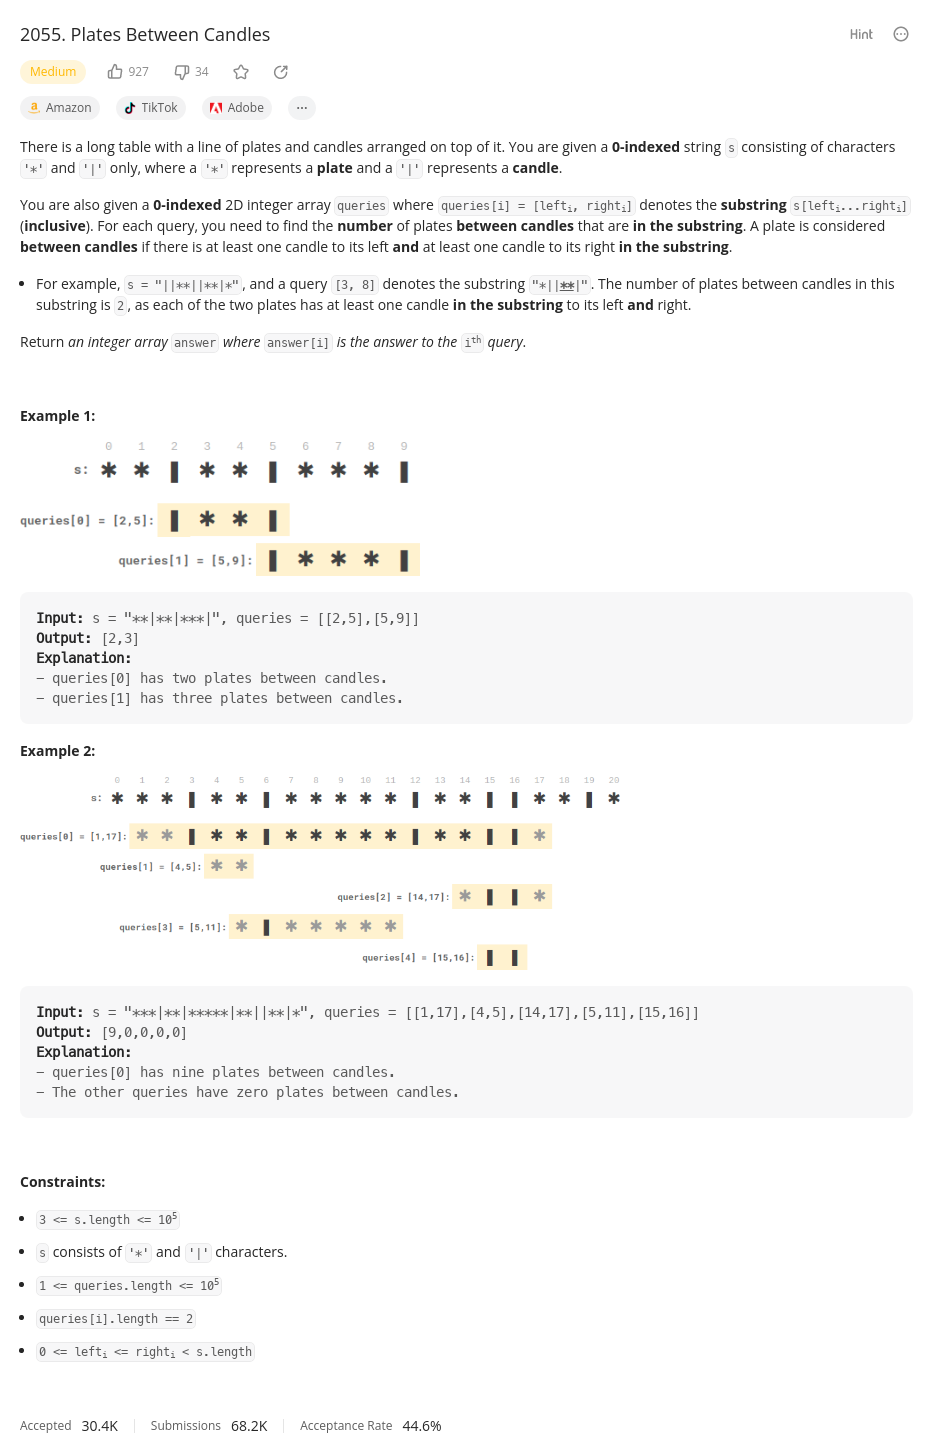 2055. Plates Between Candles
Hint
Medium
927
34
Amazon
TikTok
Adobe
There is a long table with a line of plates and candles arranged on top of it. You are given a 0-indexed string s consisting of characters
'*' and '|' only, where a '*' represents a plate and a '|' represents a candle.
You are also given a 0-indexed 2D integer array queries where queries[i] = [lefti, righti] denotes the substring s[lefti...righti]
(inclusive). For each query, you need to find the number of plates between candles that are in the substring. A plate is considered
between candles if there is at least one candle to its left and at least one candle to its right in the substring.
• For example, s = "||**||**|*", and a query [3, 8] denotes the substring "*||**|". The number of plates between candles in this
substring is 2, as each of the two plates has at least one candle in the substring to its left and right.
Return an integer array answer where answer[i] is the answer to the ith query.
Example 1:
0 1 2 3 4 5 6 7 8 9
s: * * | * * | * * * |
queries[0] = [2,5]: | * * |
queries[1] = [5,9]: | * * * |
Input: s = "**|**|***|", queries = [[2,5],[5,9]]
Output: [2,3]
Explanation:
- queries[0] has two plates between candles.
- queries[1] has three plates between candles.
Example 2:
0 1 2 3 4 5 6 7 8 9 10 11 12 13 14 15 16 17 18 19 20
s: * * * | * * | * * * * * | * * | | * * | *
queries[0] = [1,17]: * * | * * | * * * * * | * * | | *
queries[1] = [4,5]: * *
queries[2] = [14,17]: * | | *
queries[3] = [5,11]: * | * * * * *
queries[4] = [15,16]: | |
Input: s = "***|**|*****|**||**|*", queries = [[1,17],[4,5],[14,17],[5,11],[15,16]]
Output: [9,0,0,0,0]
Explanation:
- queries[0] has nine plates between candles.
- The other queries have zero plates between candles.
Constraints:
• 3 <= s.length <= 10⁵
• s consists of '*' and '|' characters.
• 1 <= queries.length <= 10⁵
• queries[i].length == 2
• 0 <= lefti <= righti < s.length
Accepted 30.4K Submissions 68.2K Acceptance Rate 44.6%